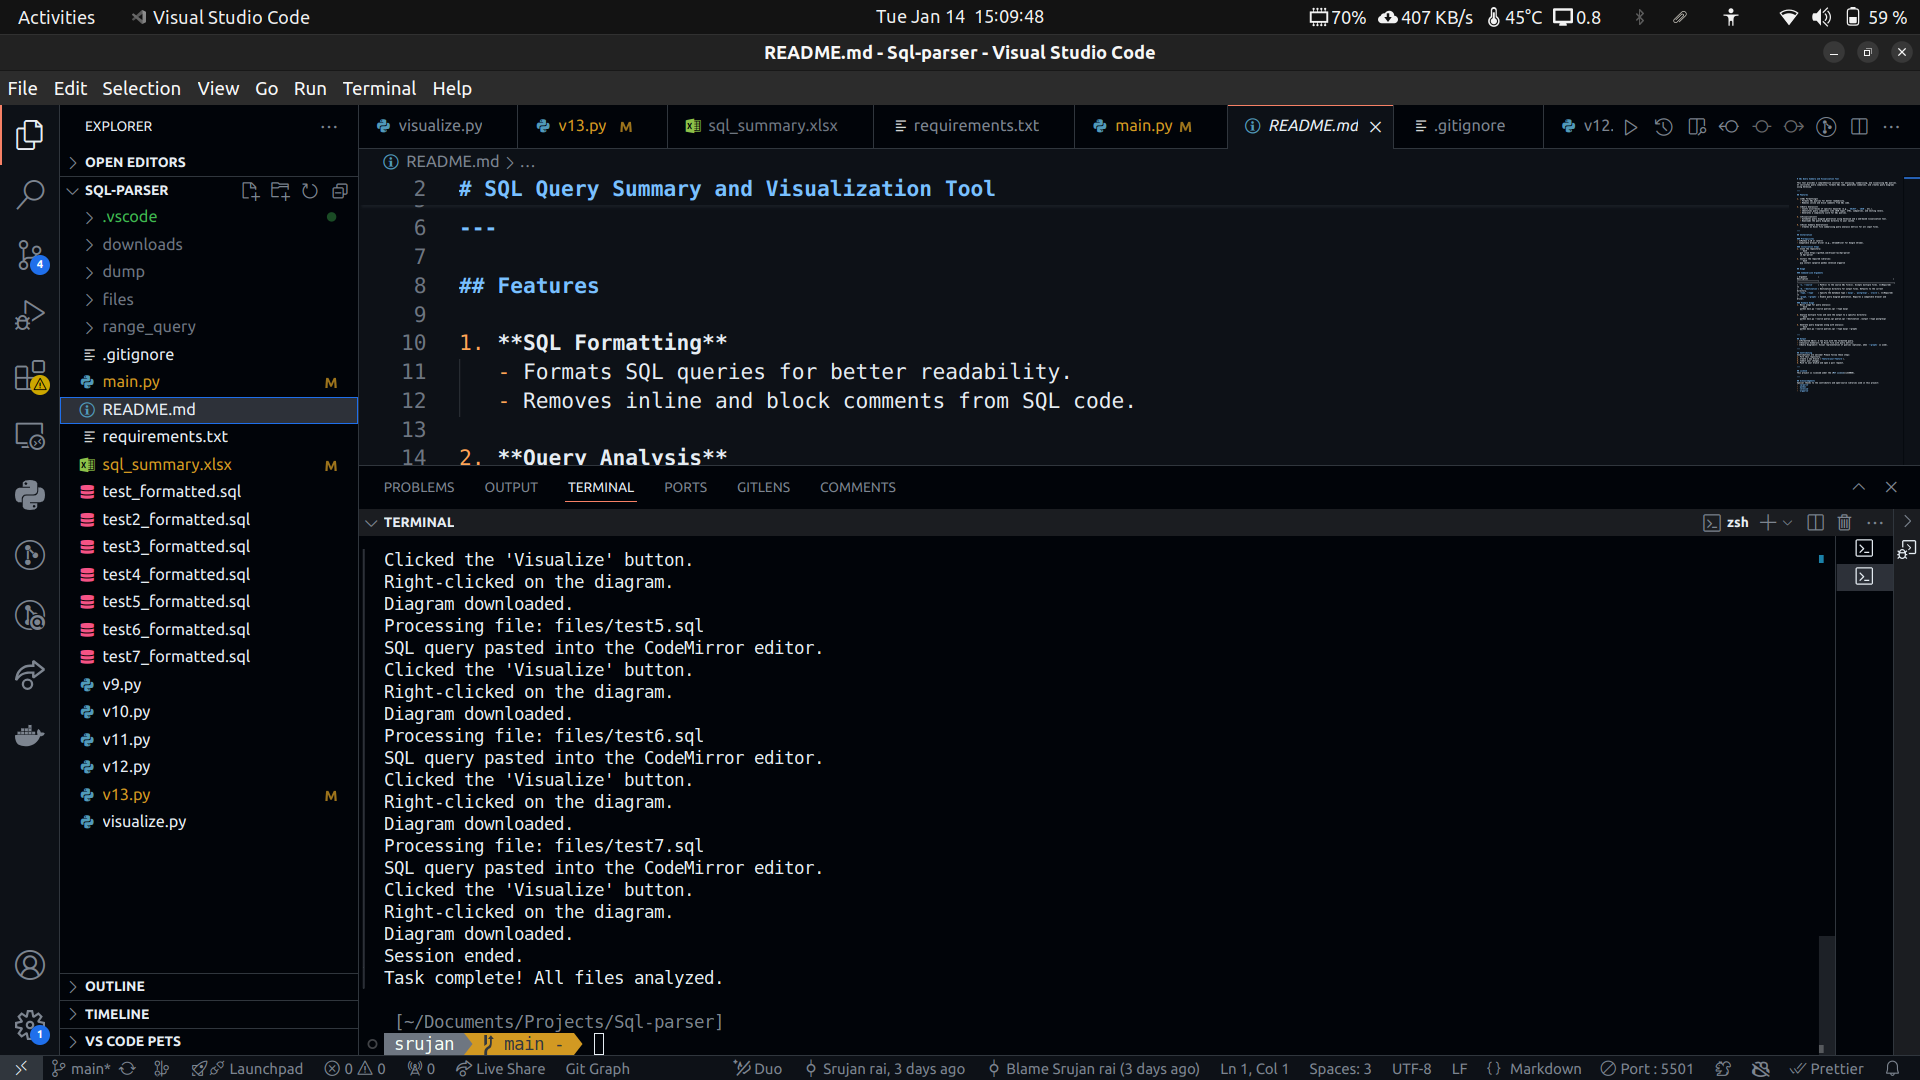 Activities
Visual Studio Code
Tue Jan 14 15:09:48
70%
407 KB/s
45°C
0.8
59 %
README.md - Sql-parser - Visual Studio Code
File Edit Selection View Go Run Terminal Help
EXPLORER
OPEN EDITORS
SQL-PARSER
.vscode
downloads
dump
files
range_query
.gitignore
main.py M
README.md
requirements.txt
sql_summary.xlsx M
test_formatted.sql
test2_formatted.sql
test3_formatted.sql
test4_formatted.sql
test5_formatted.sql
test6_formatted.sql
test7_formatted.sql
v9.py
v10.py
v11.py
v12.py
v13.py M
visualize.py
OUTLINE
TIMELINE
VS CODE PETS
4
1
visualize.py
v13.py M
sql_summary.xlsx
requirements.txt
main.py M
README.md
.gitignore
v12.
README.md > ...
2 # SQL Query Summary and Visualization Tool
6 ---
7
8 ## Features
9
10 1. **SQL Formatting**
11 - Formats SQL queries for better readability.
12 - Removes inline and block comments from SQL code.
13
14 2. **Query Analysis**
PROBLEMS OUTPUT TERMINAL PORTS GITLENS COMMENTS
TERMINAL
zsh
Clicked the 'Visualize' button.
Right-clicked on the diagram.
Diagram downloaded.
Processing file: files/test5.sql
SQL query pasted into the CodeMirror editor.
Clicked the 'Visualize' button.
Right-clicked on the diagram.
Diagram downloaded.
Processing file: files/test6.sql
SQL query pasted into the CodeMirror editor.
Clicked the 'Visualize' button.
Right-clicked on the diagram.
Diagram downloaded.
Processing file: files/test7.sql
SQL query pasted into the CodeMirror editor.
Clicked the 'Visualize' button.
Right-clicked on the diagram.
Diagram downloaded.
Session ended.
Task complete! All files analyzed.
[~/Documents/Projects/Sql-parser]
srujan main -
main* Launchpad 0 0 0 Live Share Git Graph Duo Srujan rai, 3 days ago Blame Srujan rai (3 days ago) Ln 1, Col 1 Spaces: 3 UTF-8 LF {} Markdown Port : 5501 Prettier